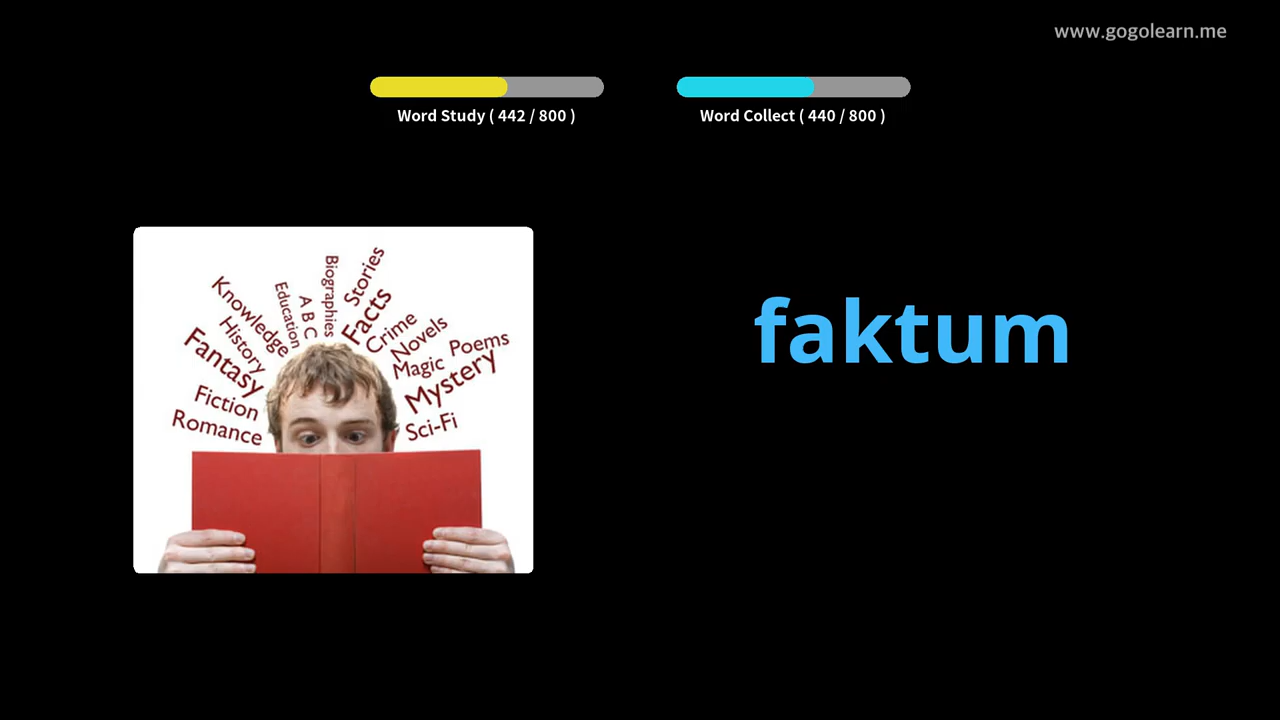 www.gogolearn.me
Word Study ( 442 / 800 )
Word Collect ( 440 / 800 )
faktum
Romance
Fiction
Fantasy
History
Knowledge
Education
A B C
Biographies
Stories
Facts
Crime
Novels
Poems
Magic
Mystery
Sci-Fi